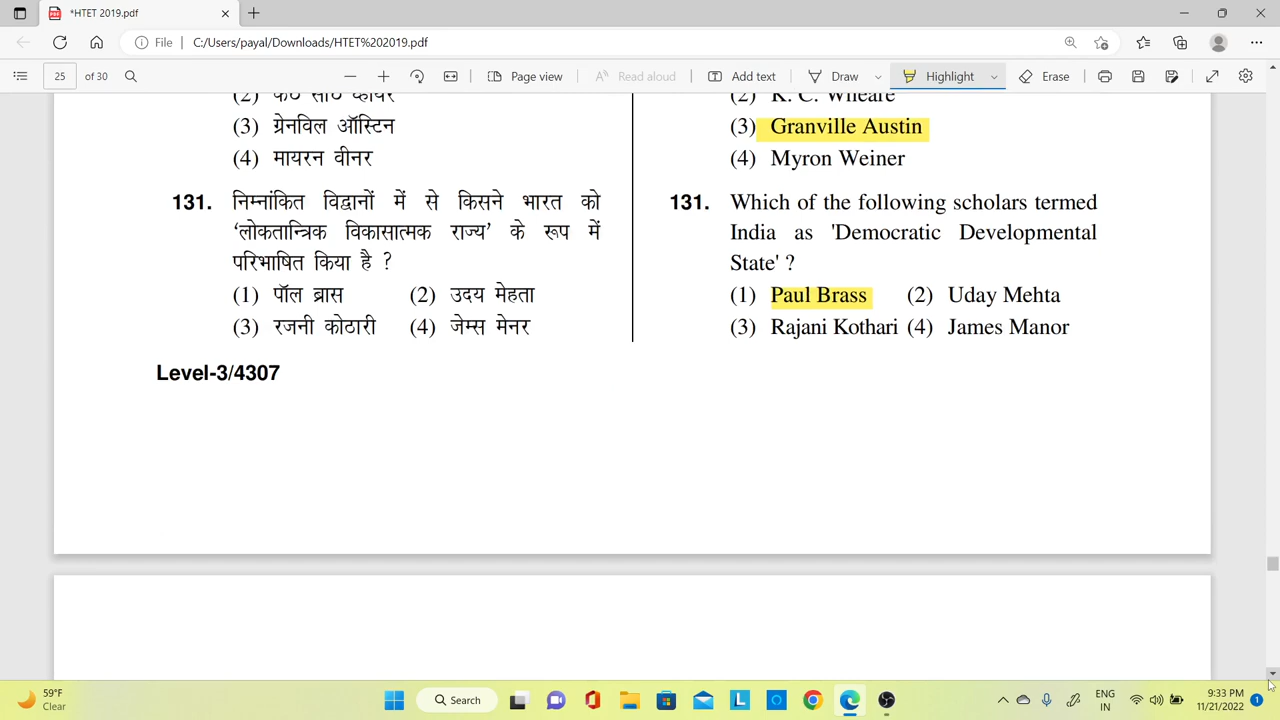 *HTET 2019.pdf
File C:/Users/payal/Downloads/HTET%202019.pdf
25 of 30 Page view Read aloud Add text Draw Highlight Erase
(3) ग्रेनविल ऑस्टिन
(4) मायरन वीनर
131. निम्नांकित विद्वानों में से किसने भारत को
‘लोकतान्त्रिक विकासात्मक राज्य’ के रूप में
परिभाषित किया है ?
(1) पॉल ब्रास (2) उदय मेहता
(3) रजनी कोठारी (4) जेम्स मेनर
Level-3/4307
(2) K. C. Wheare
(3) Granville Austin
(4) Myron Weiner
131. Which of the following scholars termed
India as 'Democratic Developmental
State' ?
(1) Paul Brass (2) Uday Mehta
(3) Rajani Kothari (4) James Manor
59°F
Clear
Search
ENG
IN
9:33 PM
11/21/2022
1